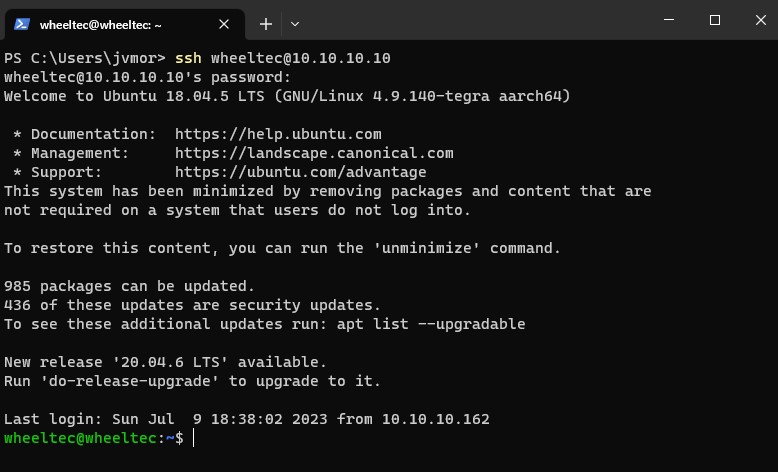 wheeltec@wheeltec: ~
PS C:\Users\jvmor> ssh wheeltec@10.10.10.10
wheeltec@10.10.10.10's password:
Welcome to Ubuntu 18.04.5 LTS (GNU/Linux 4.9.140-tegra aarch64)
* Documentation:  https://help.ubuntu.com
* Management:     https://landscape.canonical.com
* Support:        https://ubuntu.com/advantage
This system has been minimized by removing packages and content that are
not required on a system that users do not log into.
To restore this content, you can run the 'unminimize' command.
985 packages can be updated.
436 of these updates are security updates.
To see these additional updates run: apt list --upgradable
New release '20.04.6 LTS' available.
Run 'do-release-upgrade' to upgrade to it.
Last login: Sun Jul  9 18:38:02 2023 from 10.10.10.162
wheeltec@wheeltec:~$